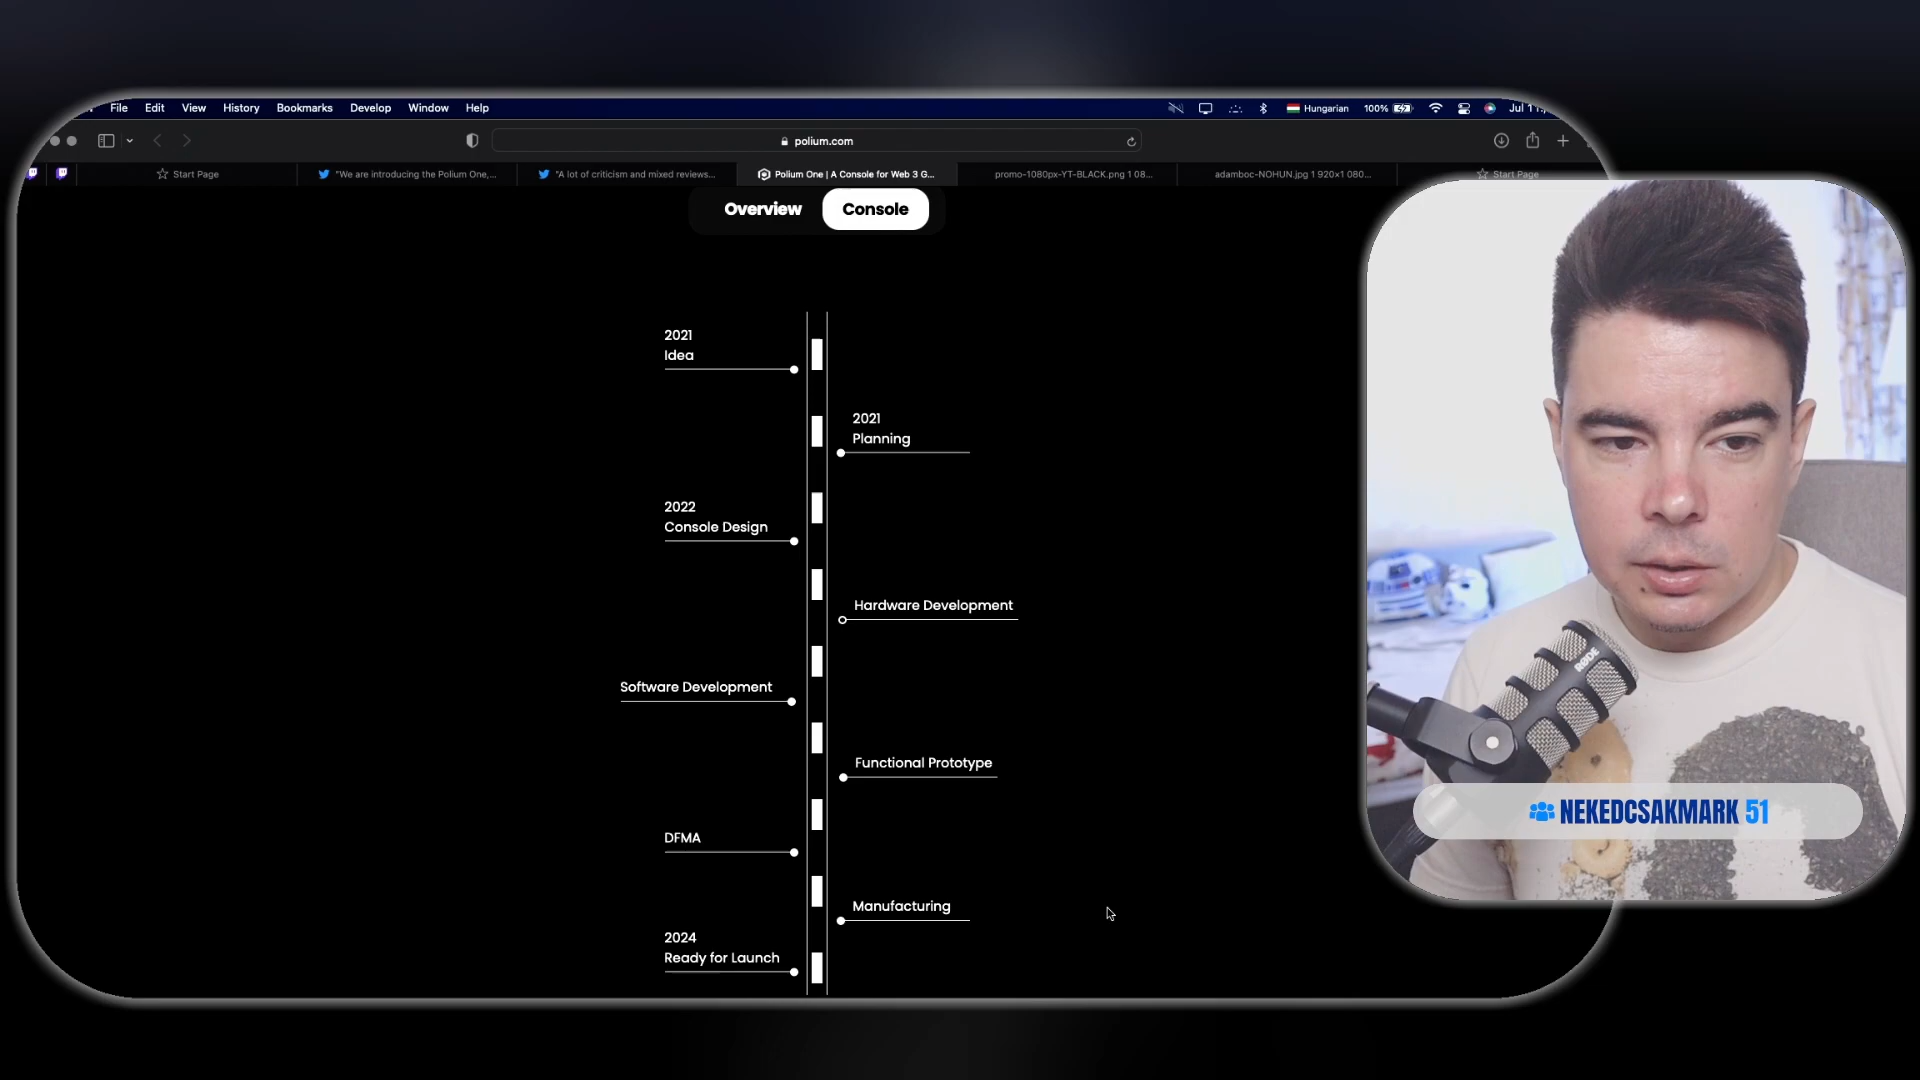 File Edit View History Bookmarks Develop Window Help
Hungarian 100%
polium.com
Start Page
"We are introducing the Polium One,...
"A lot of criticism and mixed reviews...
Polium One | A Console for Web 3 G...
promo-1080px-YT-BLACK.png 1 08...
adamboc-NOHUN.jpg 1 920×1 080...
Start Page
Overview
Console
2021
Idea
2021
Planning
2022
Console Design
Hardware Development
Software Development
Functional Prototype
DFMA
Manufacturing
2024
Ready for Launch
RØDE
NEKEDCSAKMARK 51